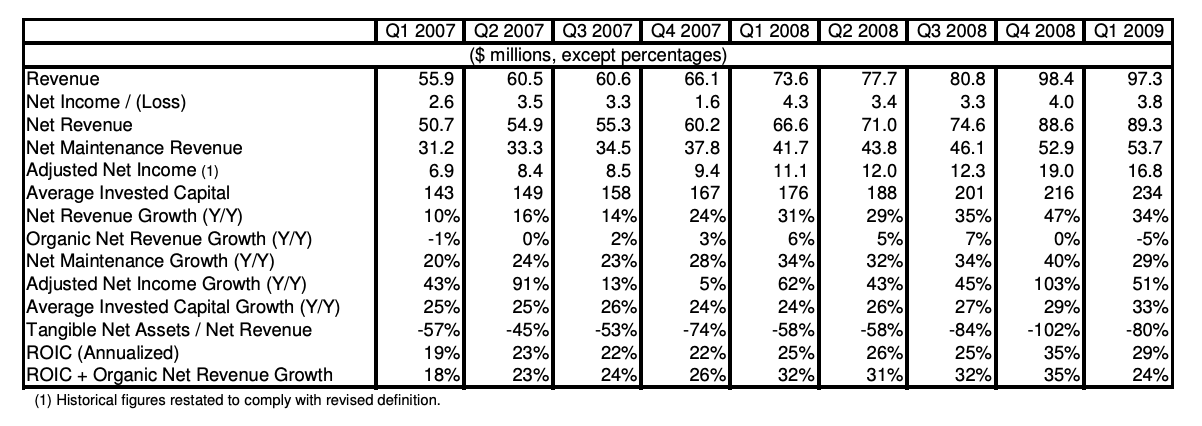 Q1 2007 Q2 2007 Q3 2007 Q4 2007 Q1 2008 Q2 2008 Q3 2008 Q4 2008 Q1 2009
($ millions, except percentages)
Revenue 55.9 60.5 60.6 66.1 73.6 77.7 80.8 98.4 97.3
Net Income / (Loss) 2.6 3.5 3.3 1.6 4.3 3.4 3.3 4.0 3.8
Net Revenue 50.7 54.9 55.3 60.2 66.6 71.0 74.6 88.6 89.3
Net Maintenance Revenue 31.2 33.3 34.5 37.8 41.7 43.8 46.1 52.9 53.7
Adjusted Net Income (1) 6.9 8.4 8.5 9.4 11.1 12.0 12.3 19.0 16.8
Average Invested Capital 143 149 158 167 176 188 201 216 234
Net Revenue Growth (Y/Y) 10% 16% 14% 24% 31% 29% 35% 47% 34%
Organic Net Revenue Growth (Y/Y) -1% 0% 2% 3% 6% 5% 7% 0% -5%
Net Maintenance Growth (Y/Y) 20% 24% 23% 28% 34% 32% 34% 40% 29%
Adjusted Net Income Growth (Y/Y) 43% 91% 13% 5% 62% 43% 45% 103% 51%
Average Invested Capital Growth (Y/Y) 25% 25% 26% 24% 24% 26% 27% 29% 33%
Tangible Net Assets / Net Revenue -57% -45% -53% -74% -58% -58% -84% -102% -80%
ROIC (Annualized) 19% 23% 22% 22% 25% 26% 25% 35% 29%
ROIC + Organic Net Revenue Growth 18% 23% 24% 26% 32% 31% 32% 35% 24%
(1) Historical figures restated to comply with revised definition.